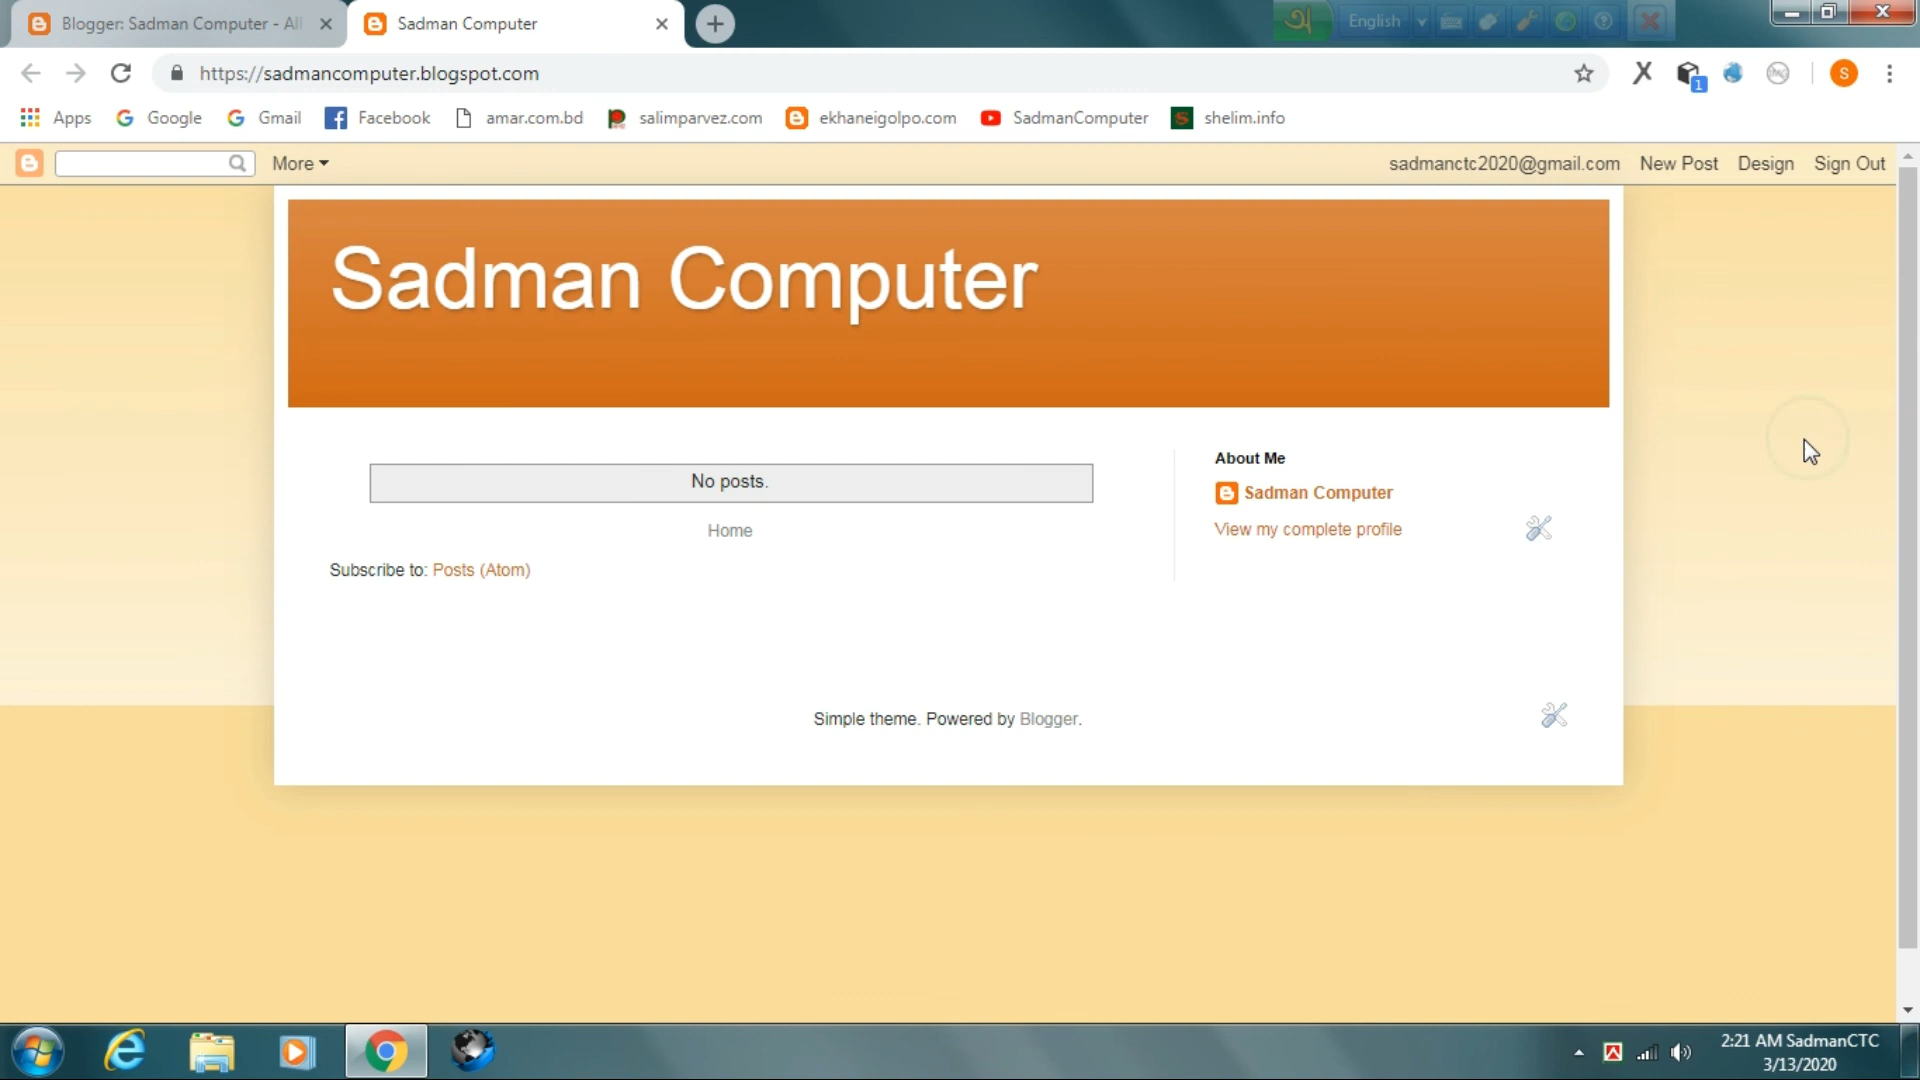 Blogger: Sadman Computer - All
Sadman Computer
অ
English
https://sadmancomputer.blogspot.com
1
S
Apps
Google
Gmail
Facebook
amar.com.bd
salimparvez.com
ekhaneigolpo.com
SadmanComputer
shelim.info
More
sadmanctc2020@gmail.com
New Post
Design
Sign Out
Sadman Computer
No posts.
Home
Subscribe to: Posts (Atom)
About Me
Sadman Computer
View my complete profile
Simple theme. Powered by Blogger.
2:21 AM SadmanCTC
3/13/2020